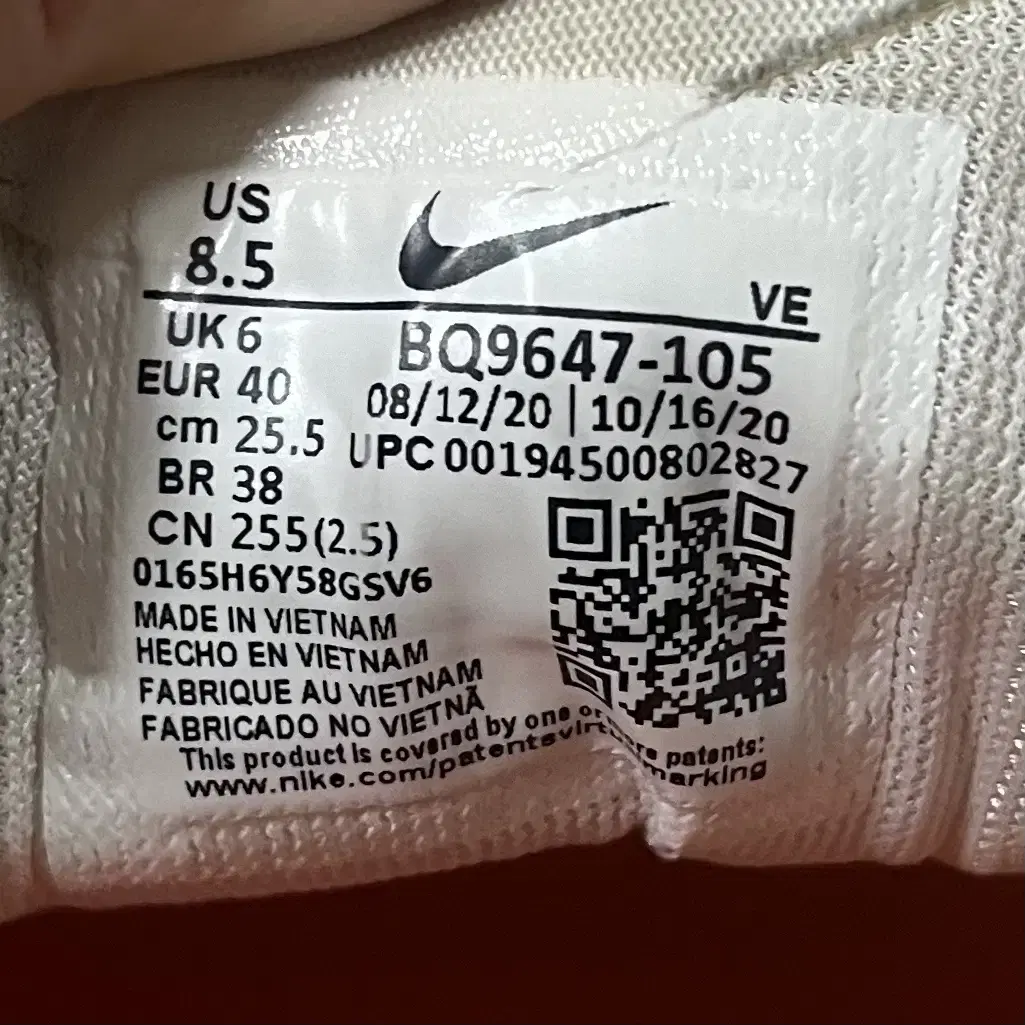 US
8.5
VE
UK 6
BQ9647-105
EUR 40
08/12/20 | 10/16/20
cm 25.5
UPC 00194500802827
BR 38
CN 255(2.5)
0165H6Y58GSV6
MADE IN VIETNAM
HECHO EN VIETNAM
FABRIQUE AU VIETNAM
FABRICADO NO VIETNÃ
This product is covered by one or patents:
www.nike.com/patentsvirt marking